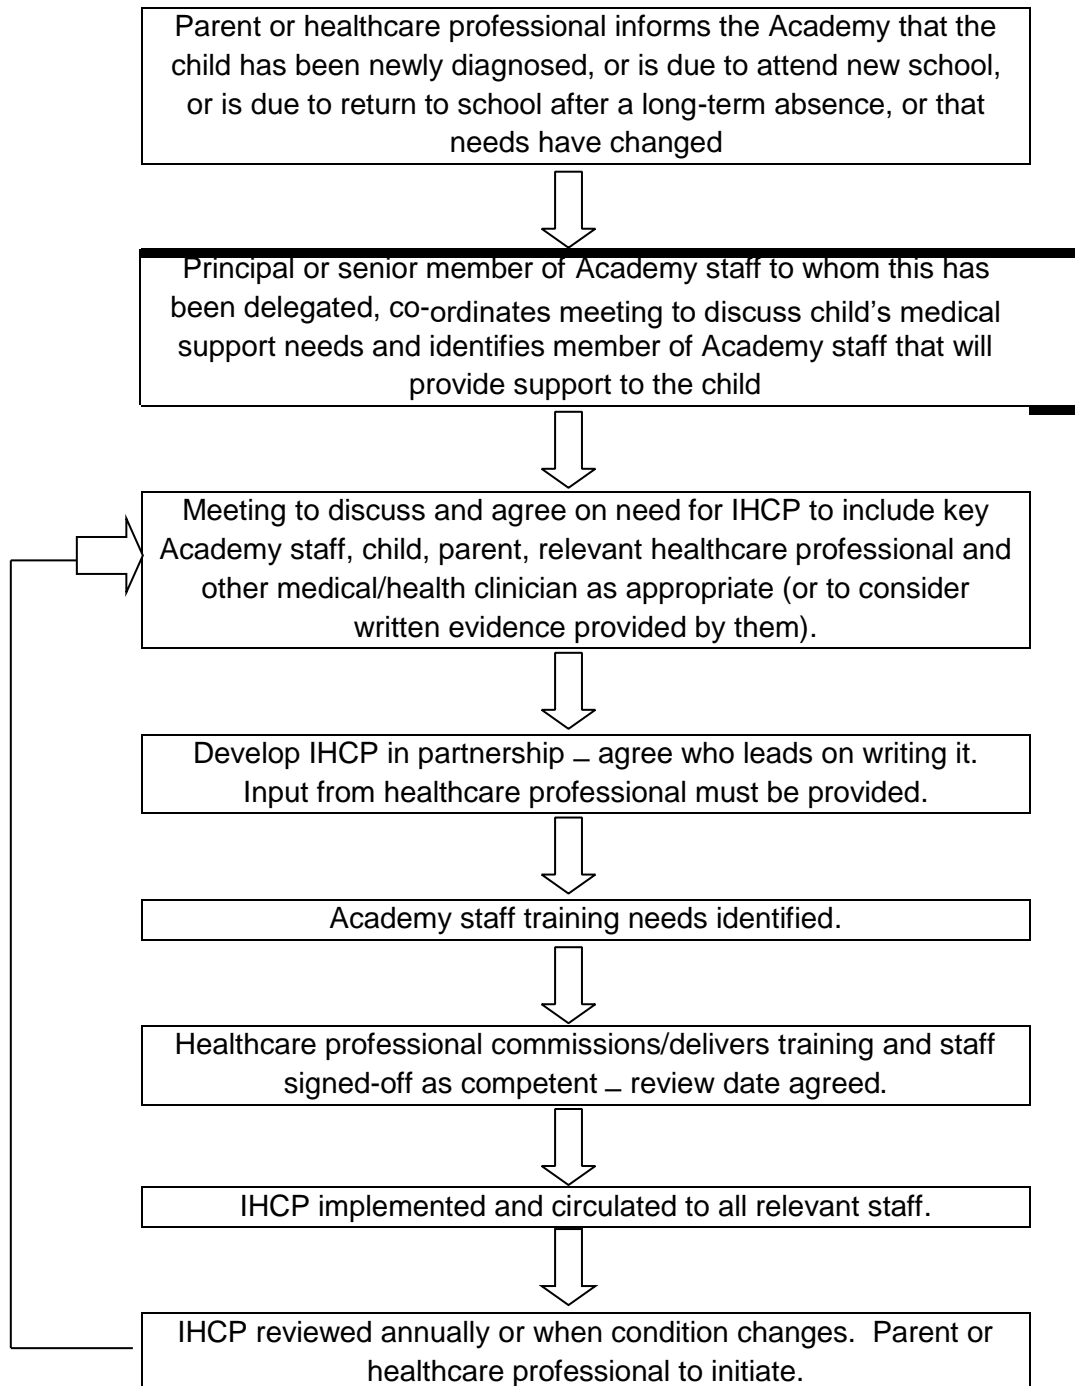 Parent or healthcare professional informs the Academy that the
child has been newly diagnosed, or is due to attend new school,
or is due to return to school after a long-term absence, or that
needs have changed
Principal or senior member of Academy staff to whom this has
been delegated, co-ordinates meeting to discuss child's medical
support needs and identifies member of Academy staff that will
provide support to the child
Meeting to discuss and agree on need for IHCP to include key
Academy staff, child, parent, relevant healthcare professional and
other medical/health clinician as appropriate (or to consider
written evidence provided by them).
Develop IHCP in partnership – agree who leads on writing it.
Input from healthcare professional must be provided.
Academy staff training needs identified.
Healthcare professional commissions/delivers training and staff
signed-off as competent – review date agreed.
IHCP implemented and circulated to all relevant staff.
IHCP reviewed annually or when condition changes.  Parent or
healthcare professional to initiate.